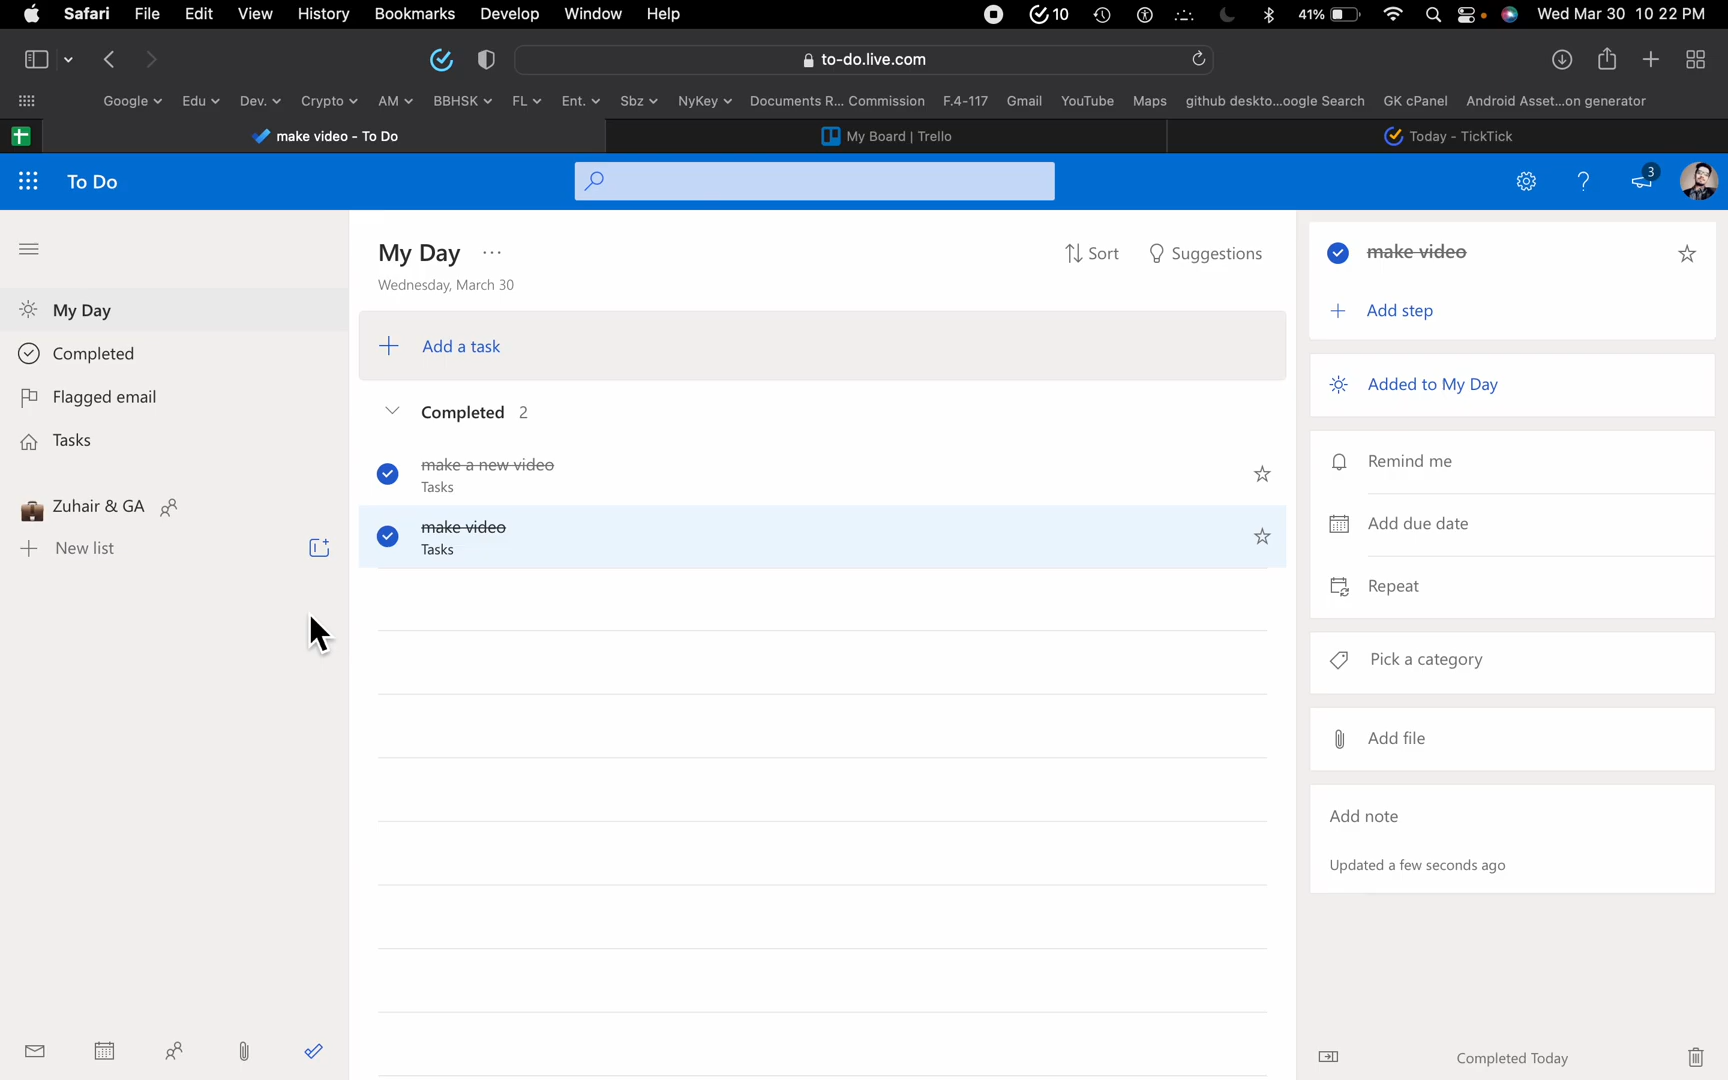 Safari File Edit View History Bookmarks Develop Window Help 10 41% Wed Mar 30 10 22 PM
to-do.live.com
Google Edu Dev. Crypto AM BBHSK FL Ent. Sbz NyKey Documents R... Commission F.4-117 Gmail YouTube Maps github deskto...oogle Search GK cPanel Android Asset...on generator
make video - To Do My Board | Trello Today - TickTick
To Do 3
My Day
Completed
Flagged email
Tasks
Zuhair & GA
New list
My Day ...
Wednesday, March 30
Sort Suggestions
Add a task
Completed 2
make a new video
Tasks
make video
Tasks
make video
Add step
Added to My Day
Remind me
Add due date
Repeat
Pick a category
Add file
Add note
Updated a few seconds ago
Completed Today